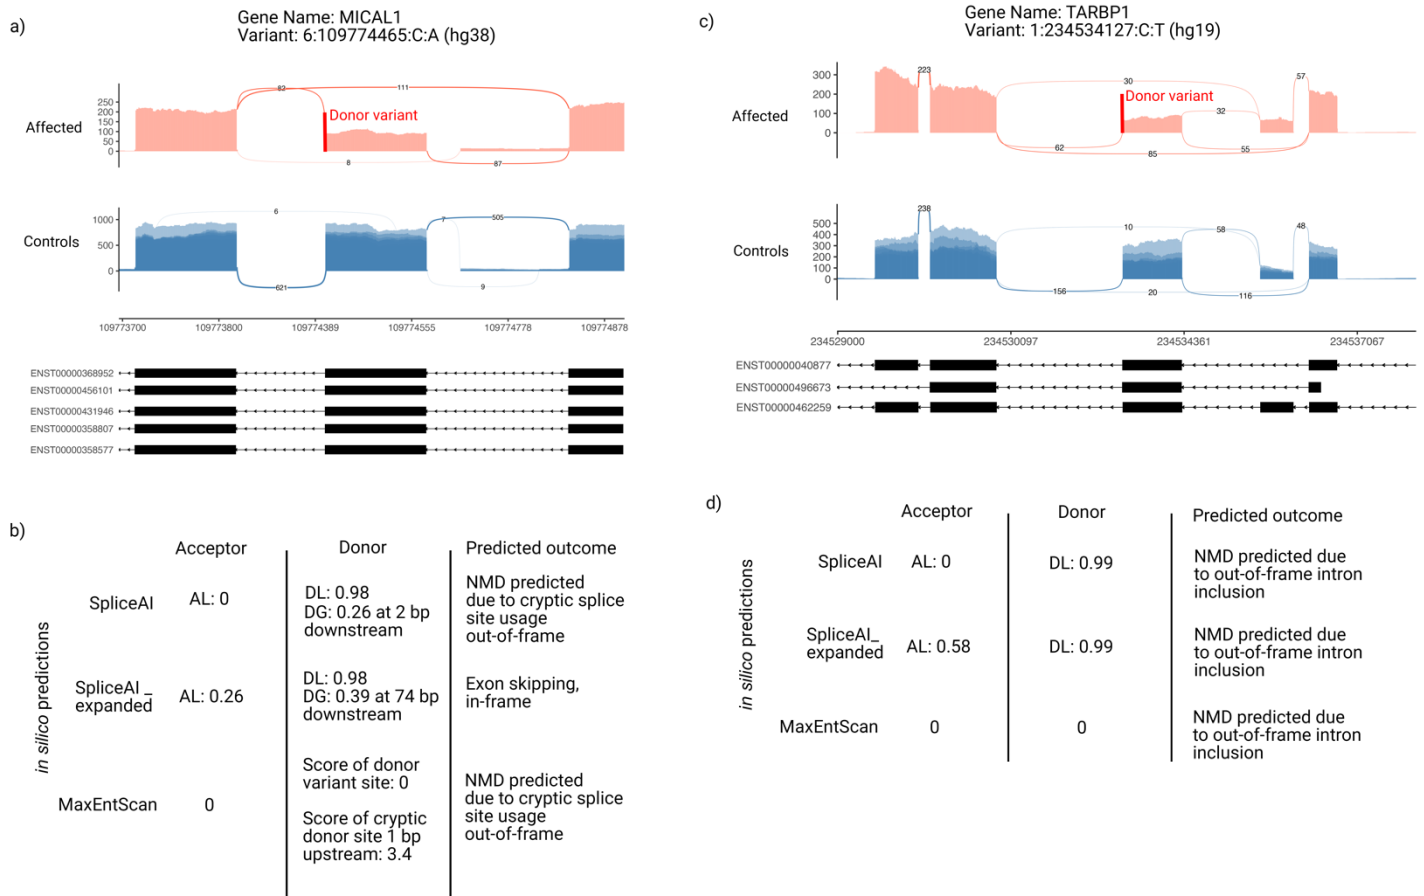 a)
Gene Name: MICAL1
Variant: 6:109774465:C:A (hg38)
Affected
250
200
150
100
50
0
82
111
Donor variant
8
87
Controls
1000
500
0
6
7
505
621
9
109773700
109773800
109774389
109774555
109774778
109774878
ENST00000368952
ENST00000456101
ENST00000431946
ENST00000358807
ENST00000358577
b)
in silico predictions
Acceptor
Donor
Predicted outcome
SpliceAI
AL: 0
DL: 0.98
DG: 0.26 at 2 bp
downstream
NMD predicted
due to cryptic splice
site usage
out-of-frame
SpliceAI _
expanded
AL: 0.26
DL: 0.98
DG: 0.39 at 74 bp
downstream
Exon skipping,
in-frame
MaxEntScan
0
Score of donor
variant site: 0
Score of cryptic
donor site 1 bp
upstream: 3.4
NMD predicted
due to cryptic splice
site usage
out-of-frame
c)
Gene Name: TARBP1
Variant: 1:234534127:C:T (hg19)
Affected
300
200
100
0
223
30
57
Donor variant
32
62
85
55
Controls
500
400
300
200
100
0
238
10
58
48
156
20
116
234529000
234530097
234534361
234537067
ENST00000040877
ENST00000496673
ENST00000462259
d)
in silico predictions
Acceptor
Donor
Predicted outcome
SpliceAI
AL: 0
DL: 0.99
NMD predicted due
to out-of-frame intron
inclusion
SpliceAI_
expanded
AL: 0.58
DL: 0.99
NMD predicted due
to out-of-frame intron
inclusion
MaxEntScan
0
0
NMD predicted due
to out-of-frame intron
inclusion